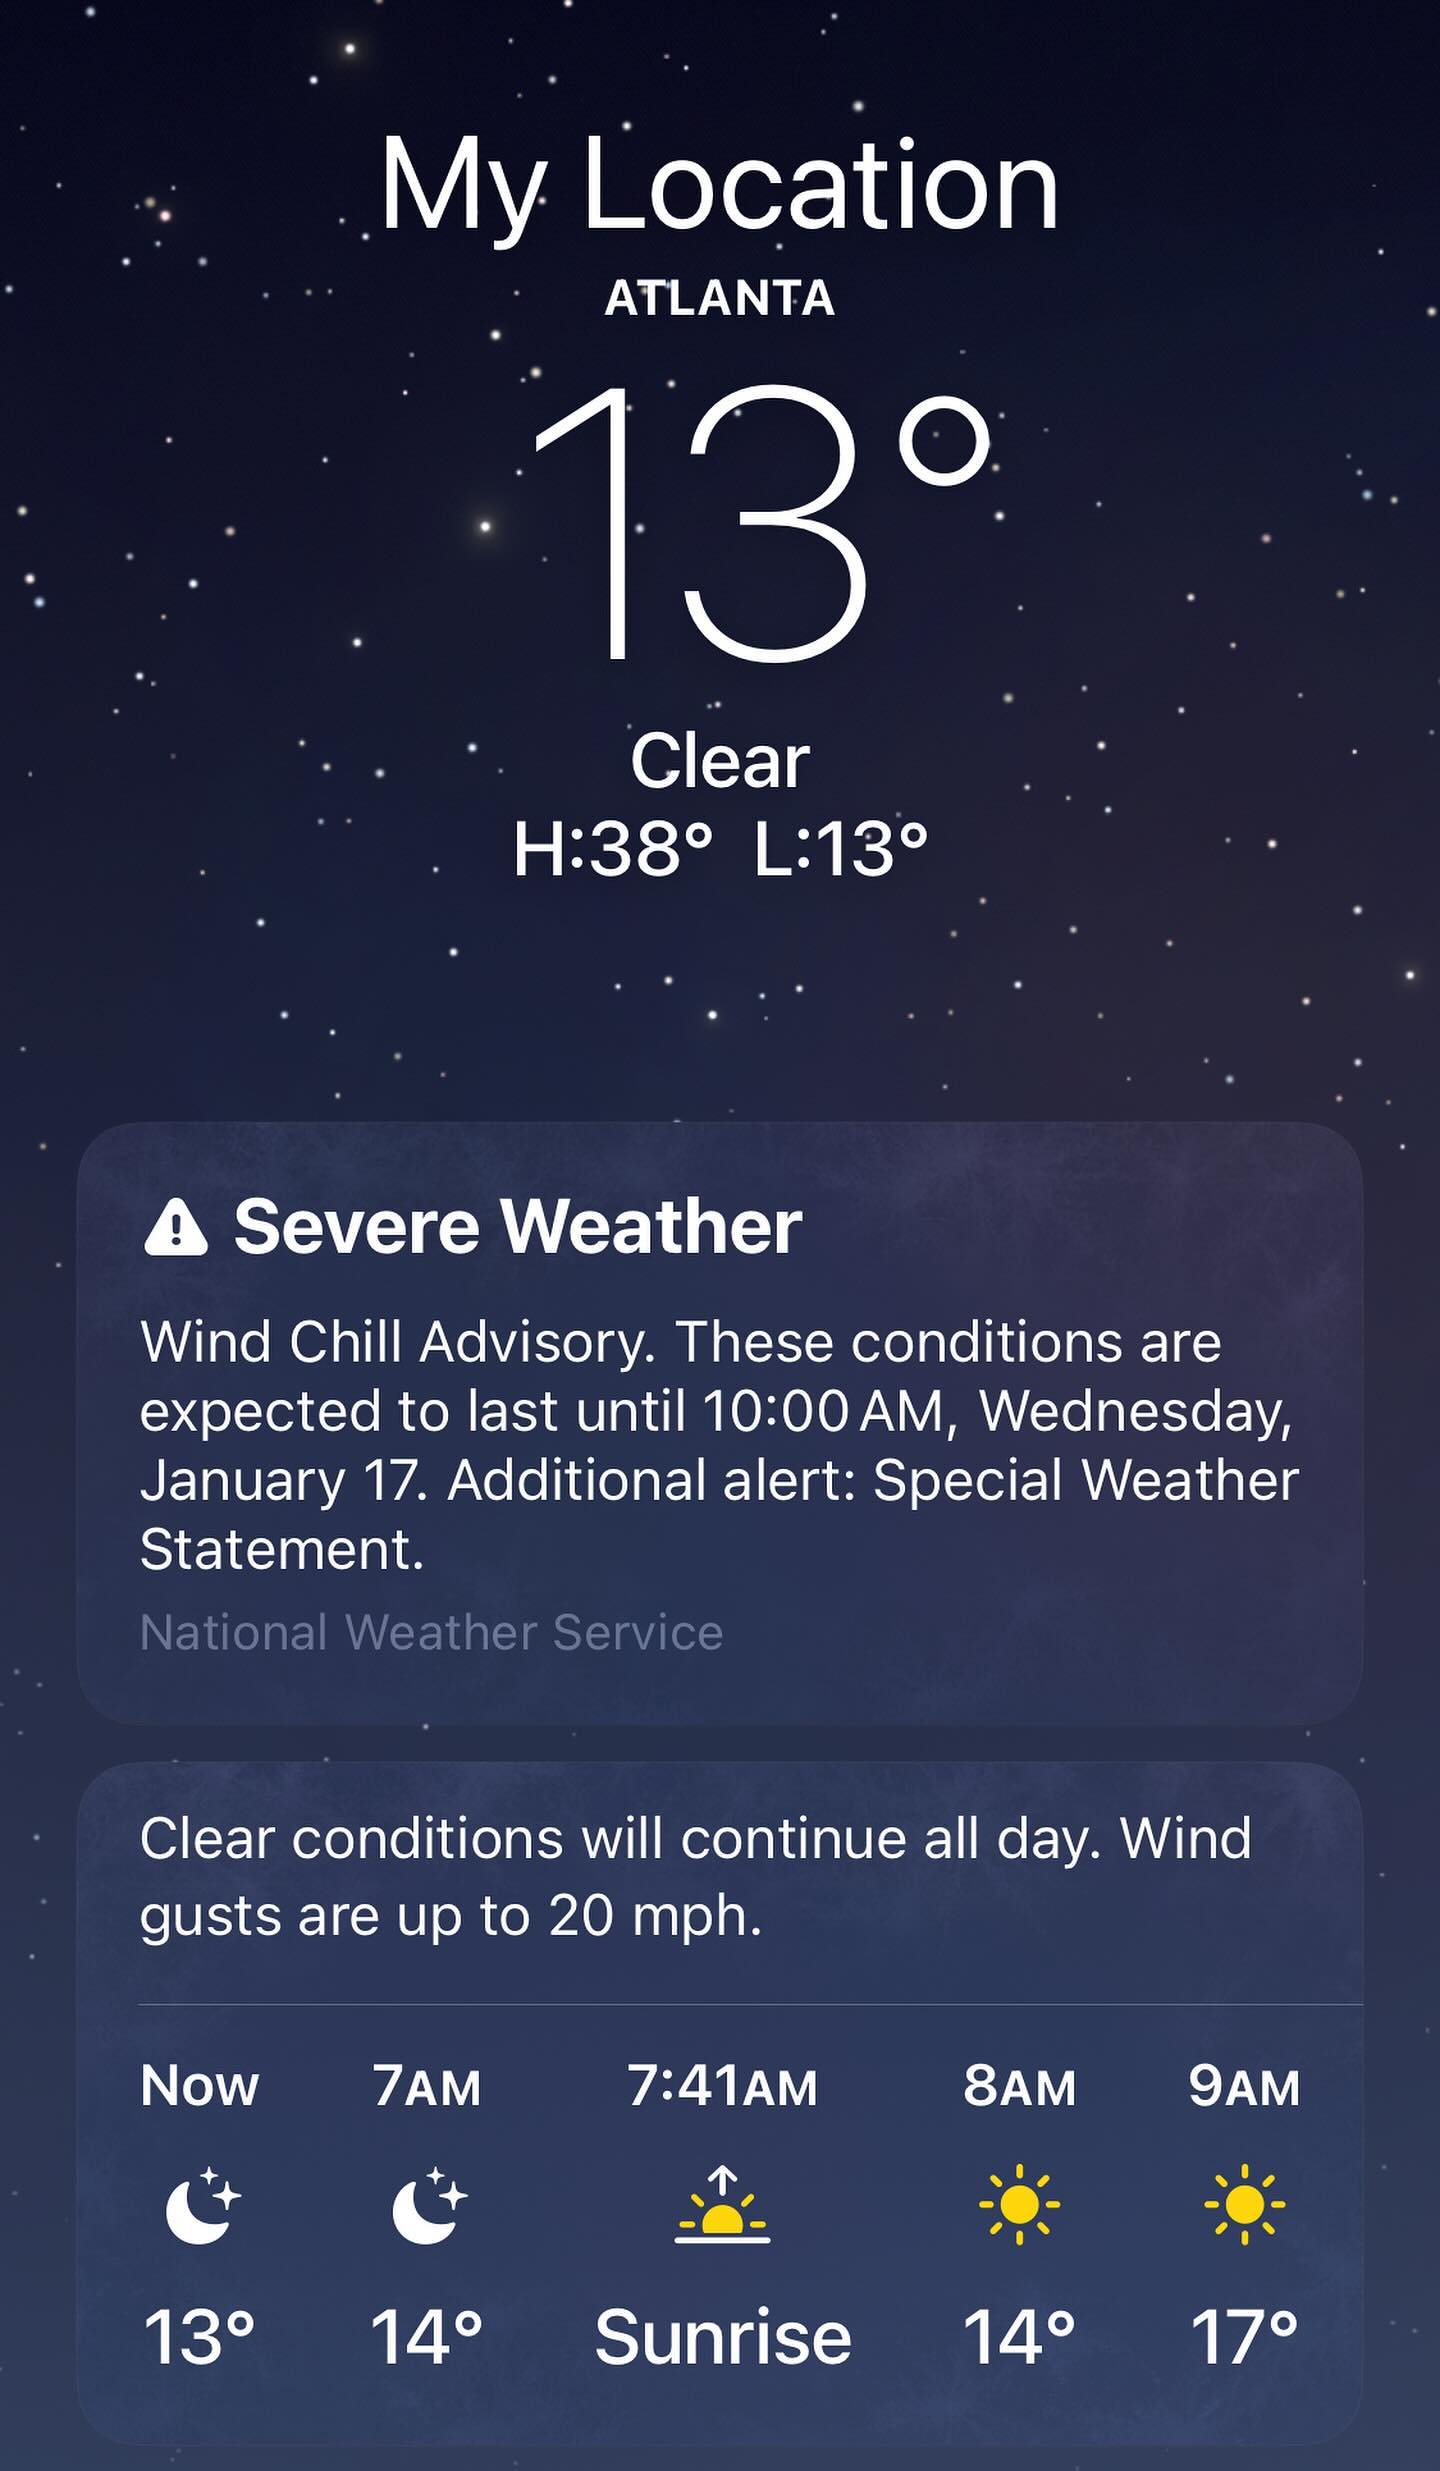 My Location
ATLANTA
13°
Clear
H:38° L:13°
Severe Weather
Wind Chill Advisory. These conditions are
expected to last until 10:00 AM, Wednesday,
January 17. Additional alert: Special Weather
Statement.
National Weather Service
Clear conditions will continue all day. Wind
gusts are up to 20 mph.
Now 7AM 7:41AM 8AM 9AM
13° 14° Sunrise 14° 17°